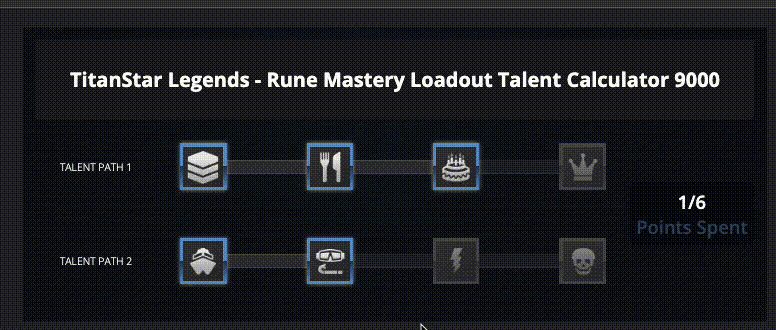 TitanStar Legends - Rune Mastery Loadout Talent Calculator 9000
TALENT PATH 1
1/6
Points Spent
TALENT PATH 2